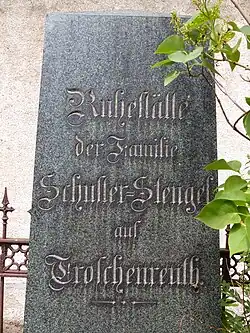 Ruhestätte
der Familie
Schuster-Stengel
auf
Troschenreuth.